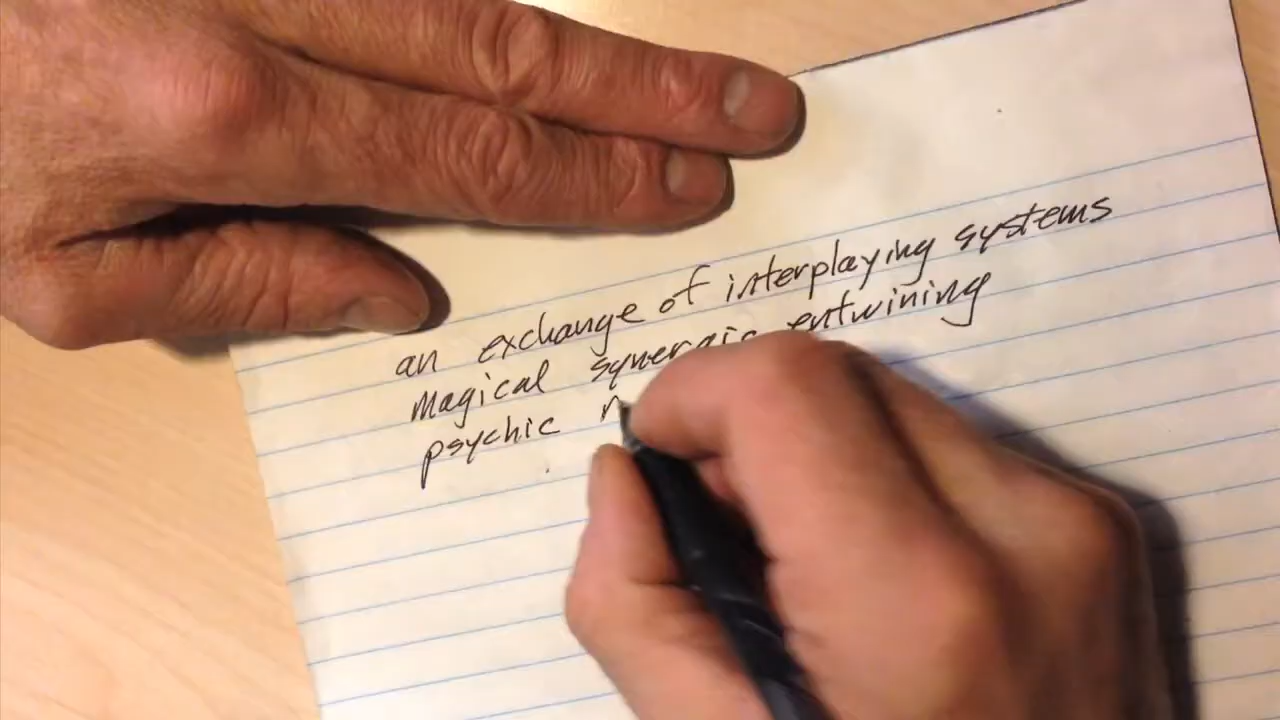 an exchange of interplaying systems
magical synergic entwining
psychic